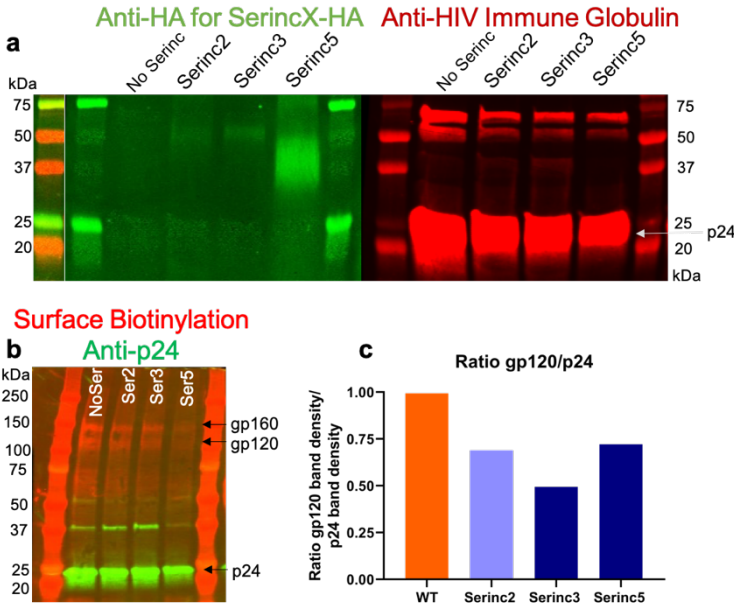 Anti-HA for SerincX-HA
Anti-HIV Immune Globulin
a
kDa
No Serinc
Serinc2
Serinc3
Serinc5
No Serinc
Serinc2
Serinc3
Serinc5
75
50
37
25
20
75
50
37
25
20
kDa
p24
Surface Biotinylation
b
Anti-p24
kDa
250
150
100
75
50
37
25
20
NoSer
Ser2
Ser3
Ser5
gp160
gp120
p24
c
Ratio gp120/p24
Ratio gp120 band density/
p24 band density
1.00
0.75
0.50
0.25
0.00
WT
Serinc2
Serinc3
Serinc5